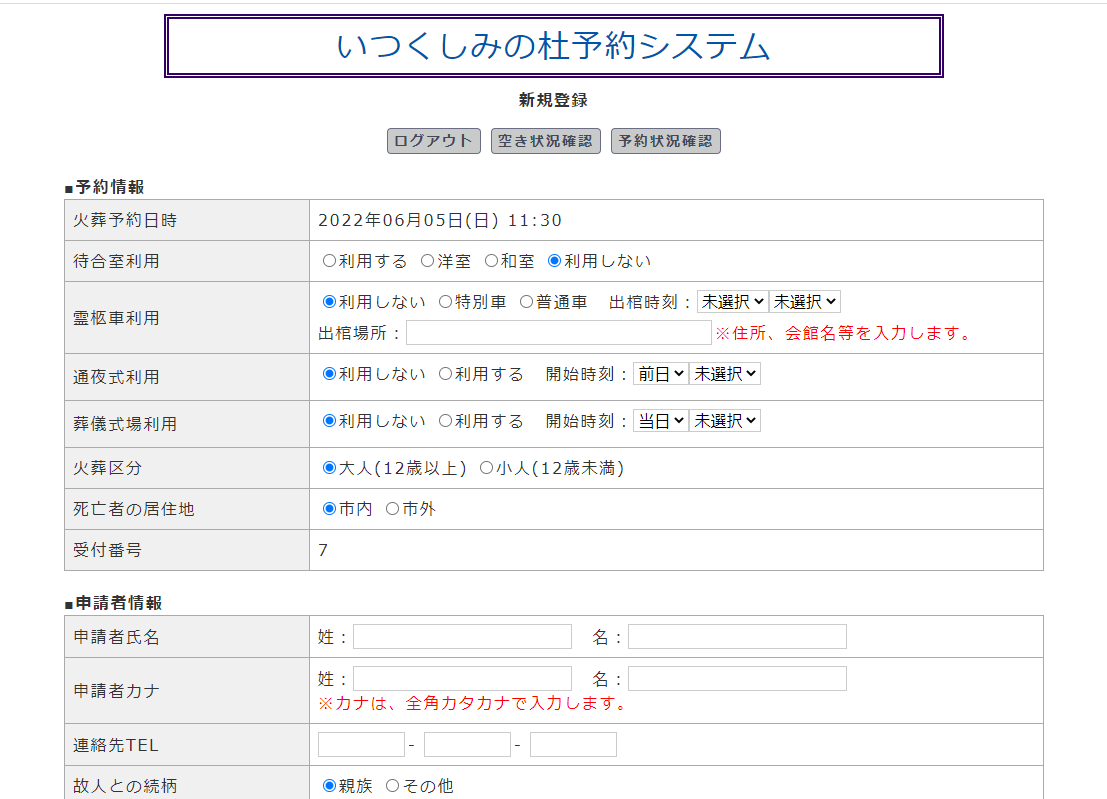 いつくしみの杜予約システム
新規登録
ログアウト 空き状況確認 予約状況確認
■予約情報
火葬予約日時 2022年06月05日(日) 11:30
待合室利用 利用する 洋室 和室 利用しない
霊柩車利用 利用しない 特別車 普通車 出棺時刻： 未選択 未選択
出棺場所： ※住所、会館名等を入力します。
通夜式利用 利用しない 利用する 開始時刻： 前日 未選択
葬儀式場利用 利用しない 利用する 開始時刻： 当日 未選択
火葬区分 大人(12歳以上) 小人(12歳未満)
死亡者の居住地 市内 市外
受付番号 7
■申請者情報
申請者氏名 姓： 名：
申請者カナ 姓： 名：
※カナは、全角カタカナで入力します。
連絡先TEL - -
故人との続柄 親族 その他